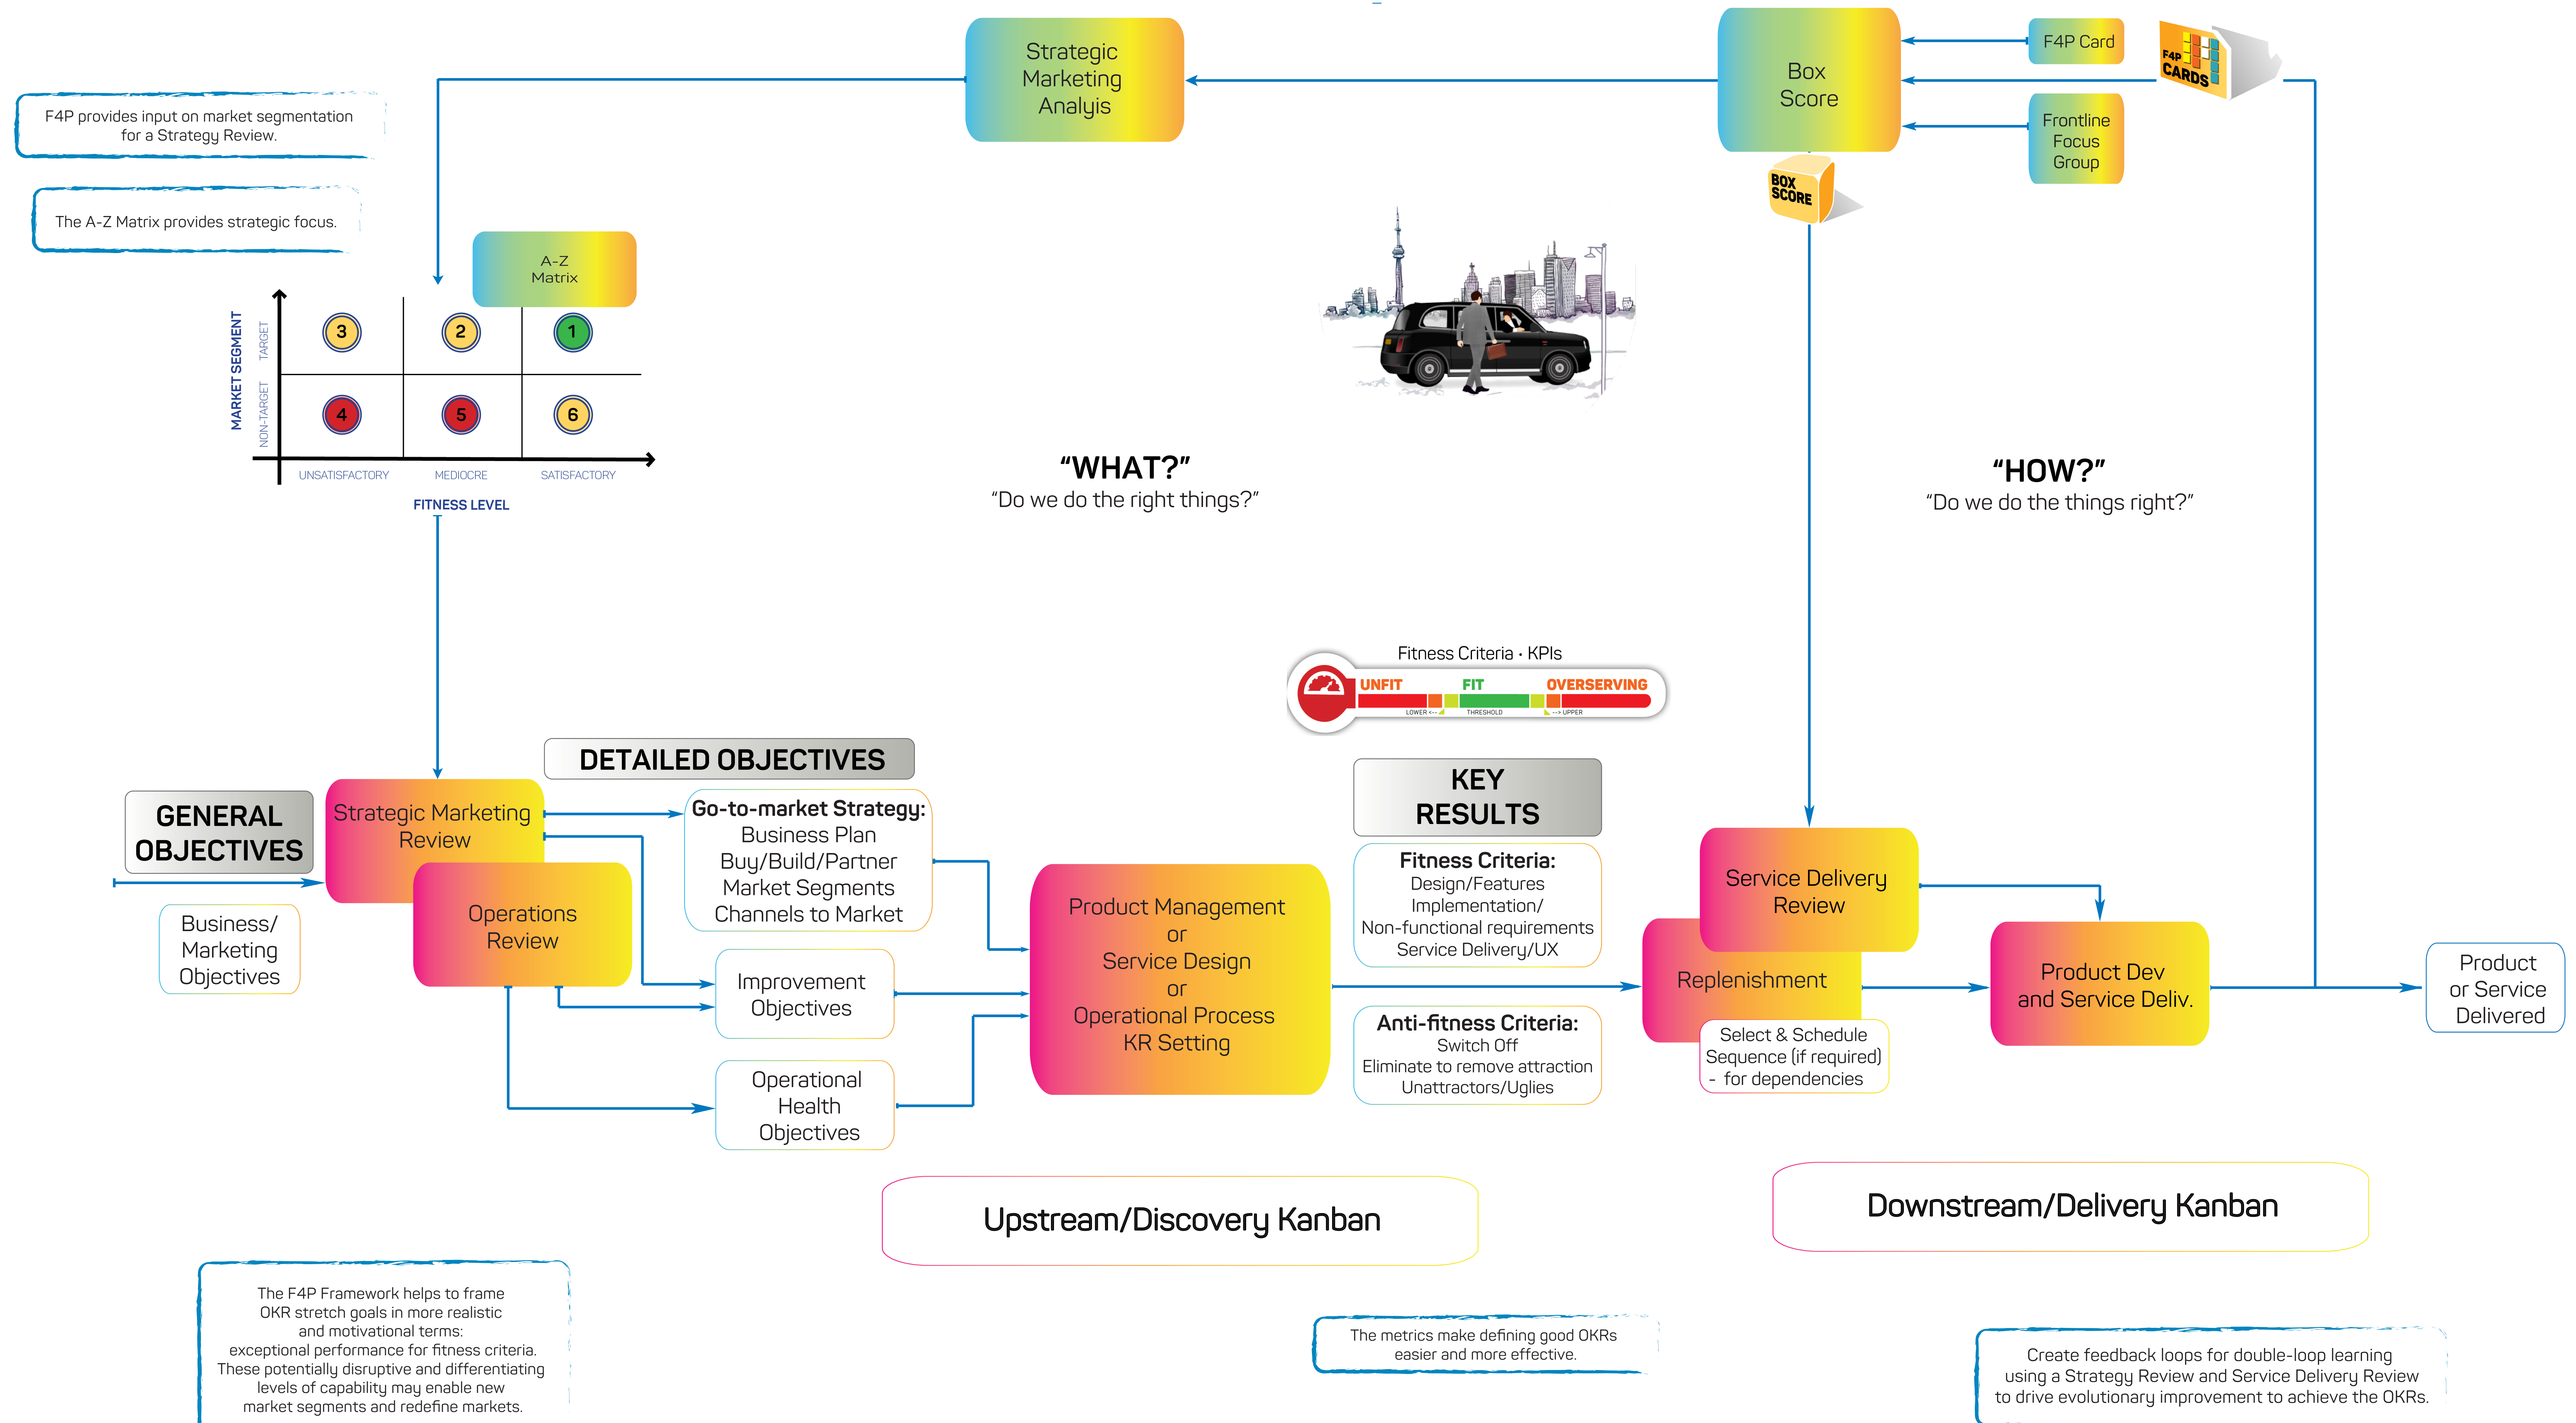 Strategic
Marketing
Analyis
Box
Score
F4P Card
F4P
CARDS
Frontline
Focus
Group
BOX
SCORE
F4P provides input on market segmentation
for a Strategy Review.
The A-Z Matrix provides strategic focus.
A-Z
Matrix
MARKET SEGMENT
TARGET
NON-TARGET
3
2
1
4
5
6
UNSATISFACTORY
MEDIOCRE
SATISFACTORY
FITNESS LEVEL
“WHAT?”
“Do we do the right things?”
“HOW?”
“Do we do the things right?”
Fitness Criteria • KPIs
UNFIT
FIT
OVERSERVING
LOWER <--
THRESHOLD
--> UPPER
GENERAL
OBJECTIVES
Business/
Marketing
Objectives
Strategic Marketing
Review
Operations
Review
DETAILED OBJECTIVES
Go-to-market Strategy:
Business Plan
Buy/Build/Partner
Market Segments
Channels to Market
Improvement
Objectives
Operational
Health
Objectives
Product Management
or
Service Design
or
Operational Process
KR Setting
KEY
RESULTS
Fitness Criteria:
Design/Features
Implementation/
Non-functional requirements
Service Delivery/UX
Anti-fitness Criteria:
Switch Off
Eliminate to remove attraction
Unattractors/Uglies
Service Delivery
Review
Replenishment
Select & Schedule
Sequence (if required)
- for dependencies
Product Dev
and Service Deliv.
Product
or Service
Delivered
Upstream/Discovery Kanban
Downstream/Delivery Kanban
The F4P Framework helps to frame
OKR stretch goals in more realistic
and motivational terms:
exceptional performance for fitness criteria.
These potentially disruptive and differentiating
levels of capability may enable new
market segments and redefine markets.
The metrics make defining good OKRs
easier and more effective.
Create feedback loops for double-loop learning
using a Strategy Review and Service Delivery Review
to drive evolutionary improvement to achieve the OKRs.